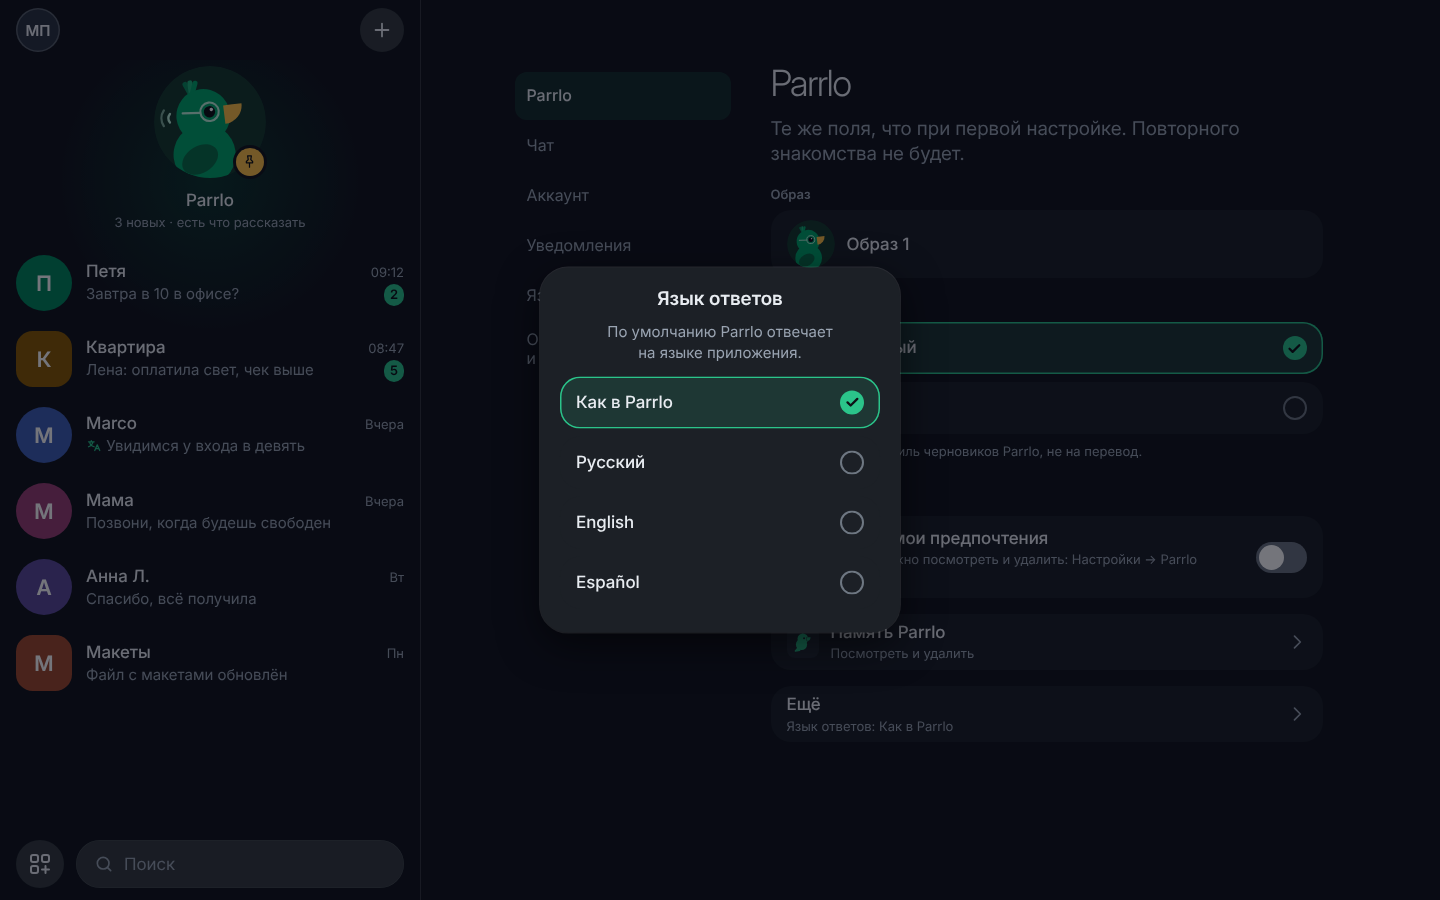 МП
Parrlo
3 новых · есть что рассказать
Петя
09:12
Завтра в 10 в офисе?
2
К
Квартира
08:47
Лена: оплатила свет, чек выше
5
М
Marco
Вчера
Увидимся у входа в девять
М
Мама
Вчера
Позвони, когда будешь свободен
А
Анна Л.
Вт
Спасибо, всё получила
М
Макеты
Пн
Файл с макетами обновлён
П
Поиск
Parrlo
Чат
Аккаунт
Уведомления
Parrlo
Те же поля, что при первой настройке. Повторного
знакомства не будет.
Образ
Образ 1
черновиков Parrlo, не на перевод.
предпочтения
посмотреть и удалить: Настройки → Parrlo
Память Parrlo
Посмотреть и удалить
Ещё
Язык ответов: Как в Parrlo
Язык ответов
По умолчанию Parrlo отвечает
на языке приложения.
Как в Parrlo
Русский
English
Español